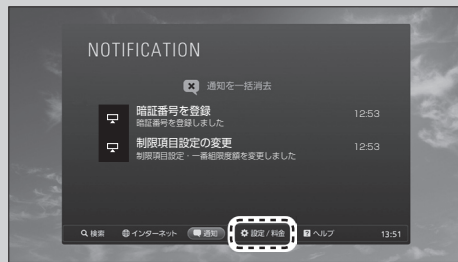 NOTIFICATION
通知を一括消去
暗証番号を登録 12:53
暗証番号を登録しました
制限項目設定の変更 12:53
制限項目設定・一番組限度額を変更しました
検索 インターネット 通知 設定 / 料金 ヘルプ 13:51